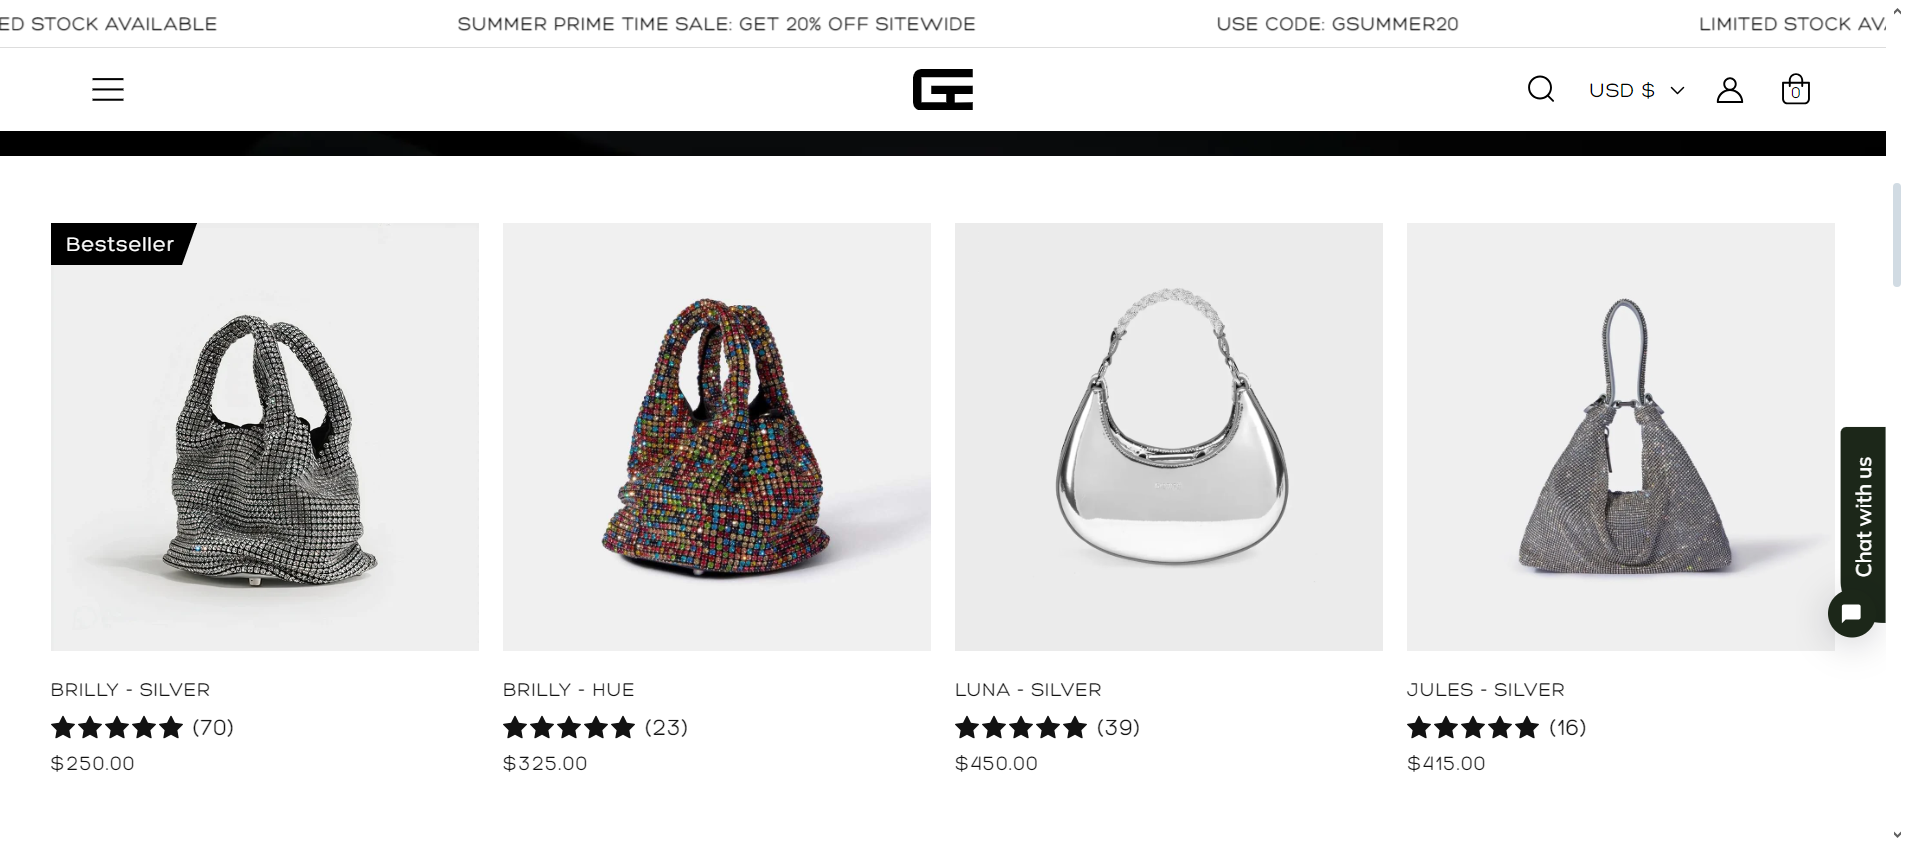 ED STOCK AVAILABLE SUMMER PRIME TIME SALE: GET 20% OFF SITEWIDE USE CODE: GSUMMER20 LIMITED STOCK AV
USD $
0
Bestseller
Chat with us
BRILLY - SILVER
(70)
$250.00
BRILLY - HUE
(23)
$325.00
LUNA - SILVER
(39)
$450.00
JULES - SILVER
(16)
$415.00